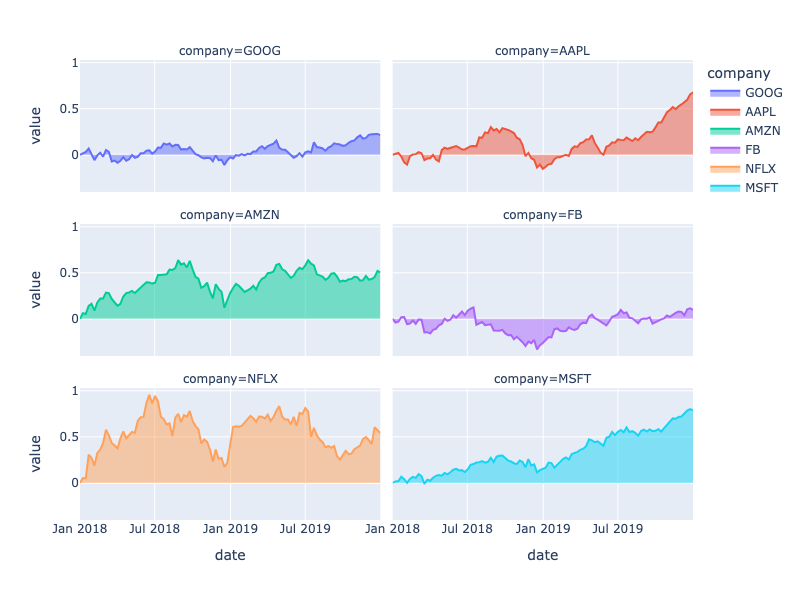 company=GOOG
company=AAPL
company
GOOG
AAPL
AMZN
FB
NFLX
MSFT
1
0.5
0
value
company=AMZN
company=FB
1
0.5
0
value
company=NFLX
company=MSFT
1
0.5
0
value
Jan 2018
Jul 2018
Jan 2019
Jul 2019
Jan 2018
Jul 2018
Jan 2019
Jul 2019
date
date